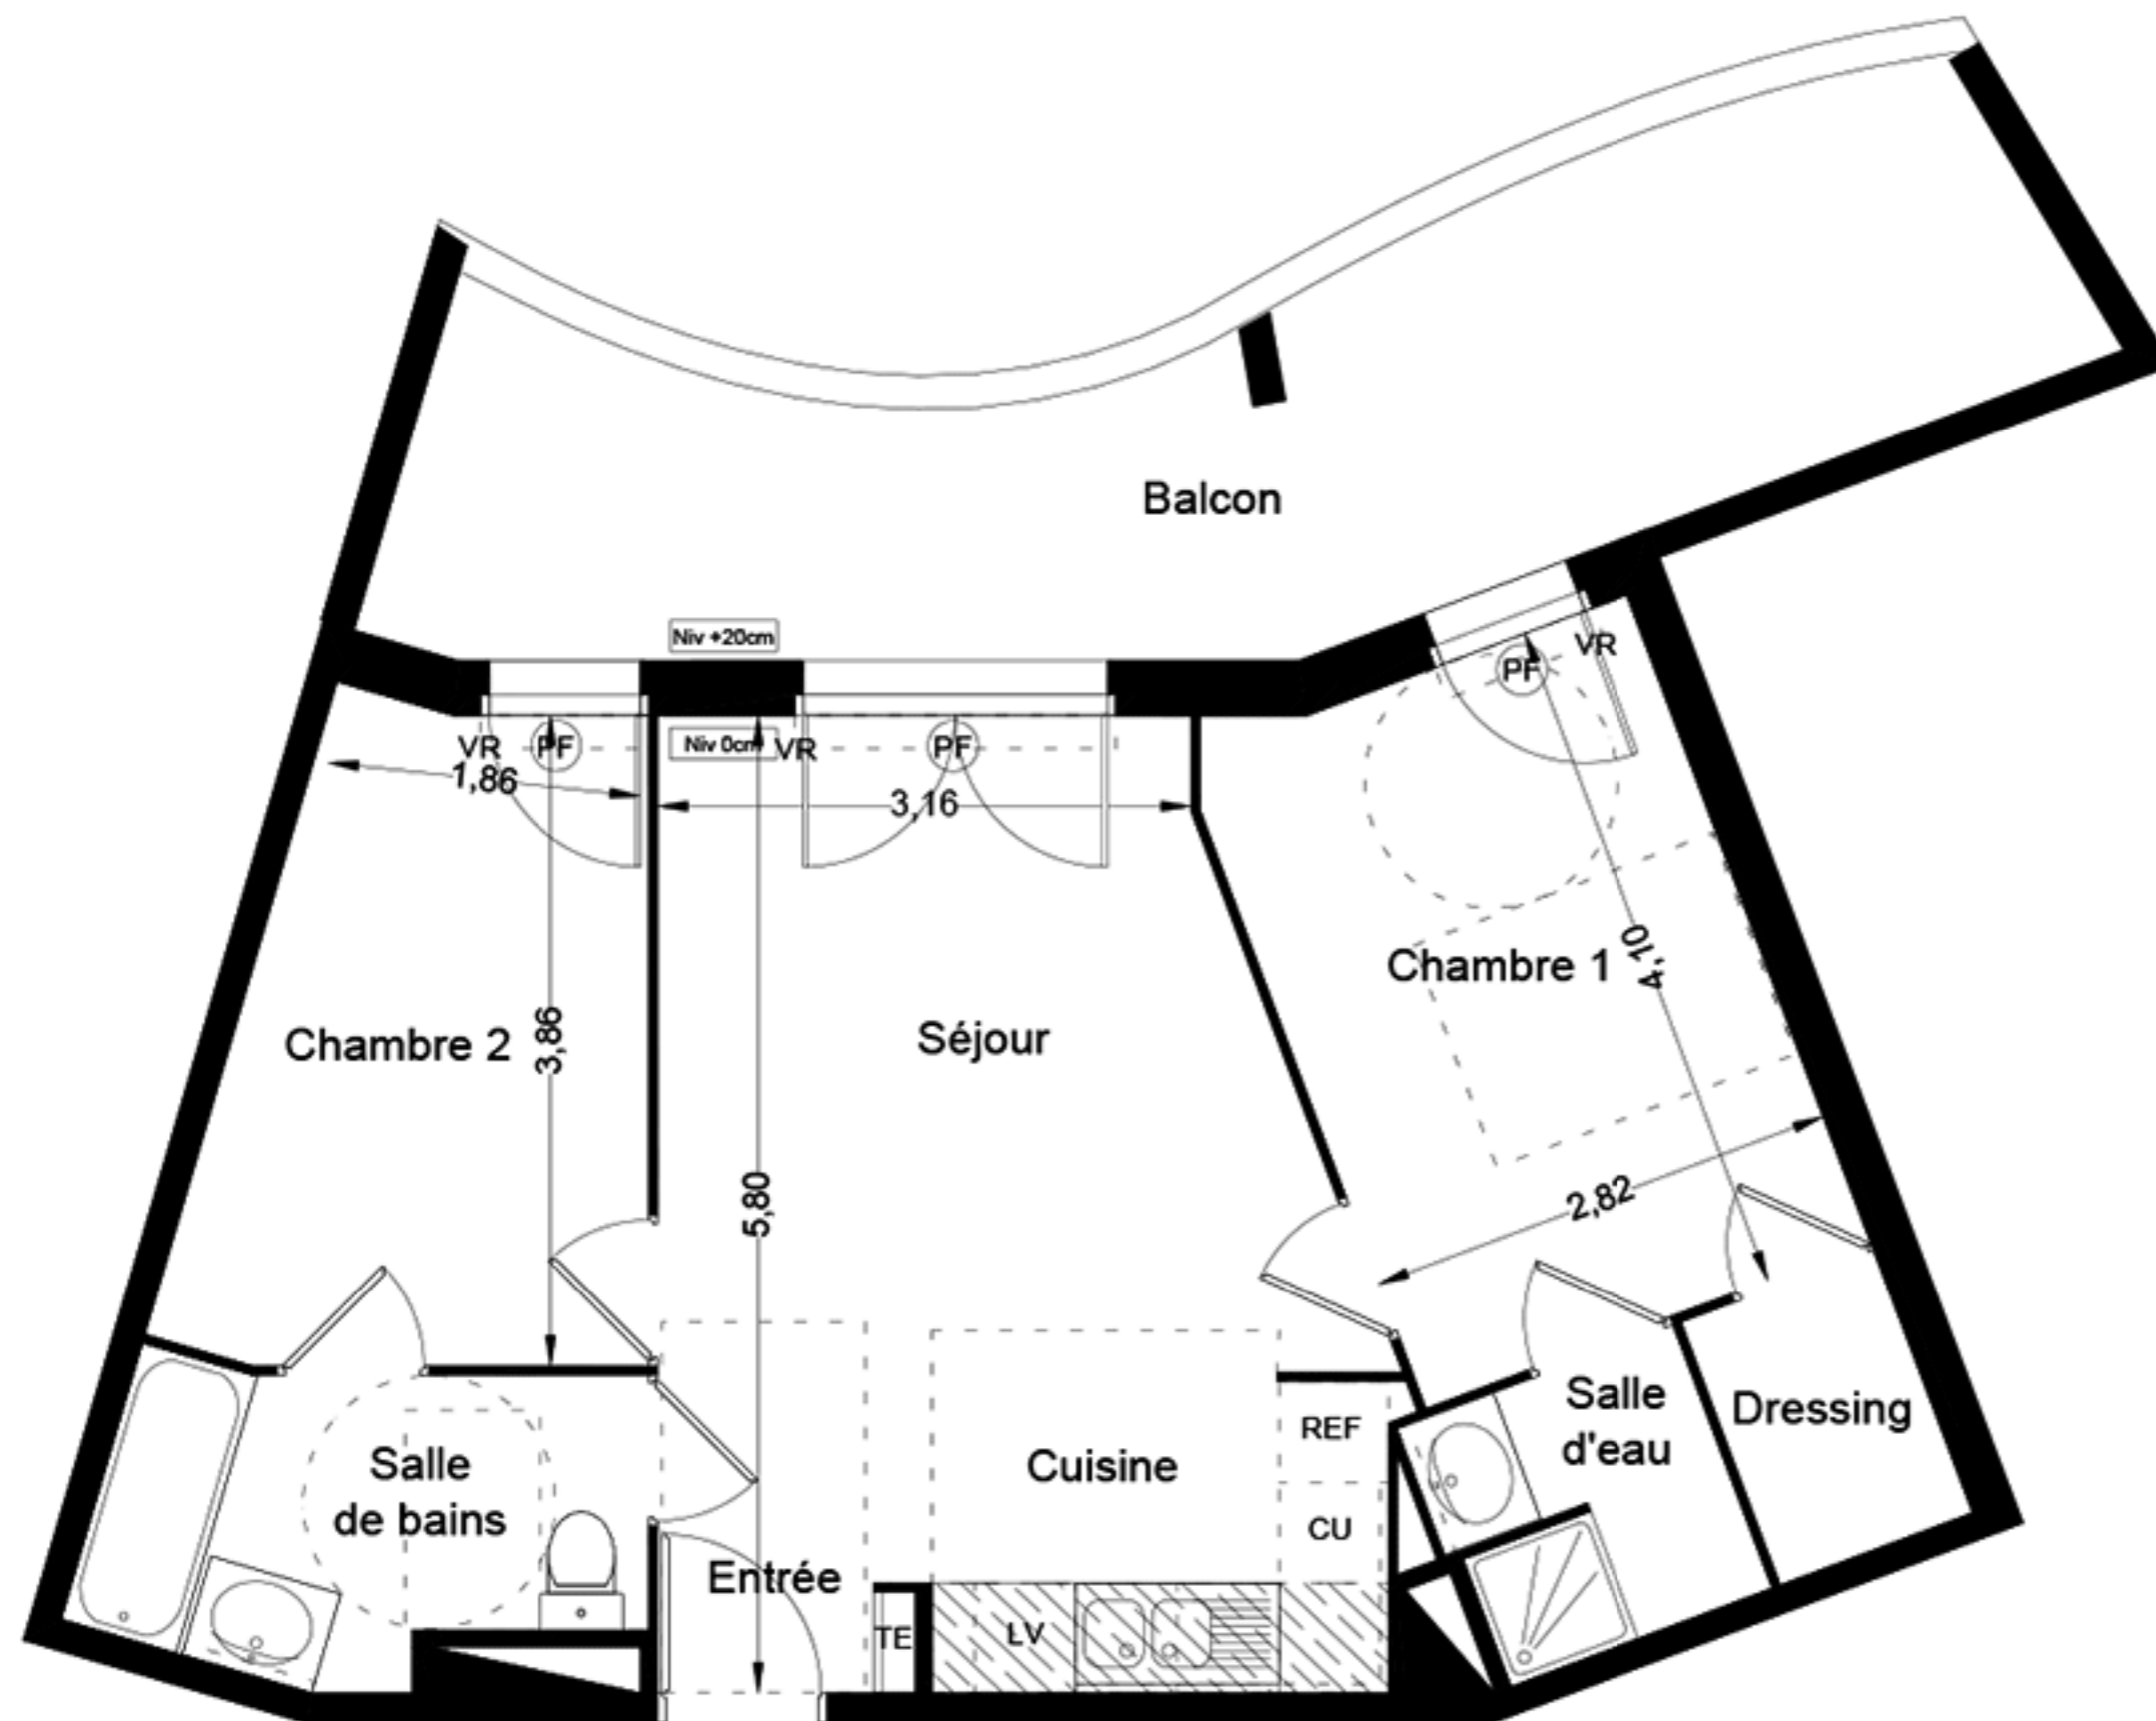 Balcon
Niv +20cm
VR
PF
VR
PF
Niv 0cm
VR
PF
1,86
3,16
Chambre 1
4,10
Chambre 2
3,86
Séjour
5,80
2,82
Salle
d'eau
Dressing
REF
Salle
de bains
Cuisine
CU
Entrée
TE
LV